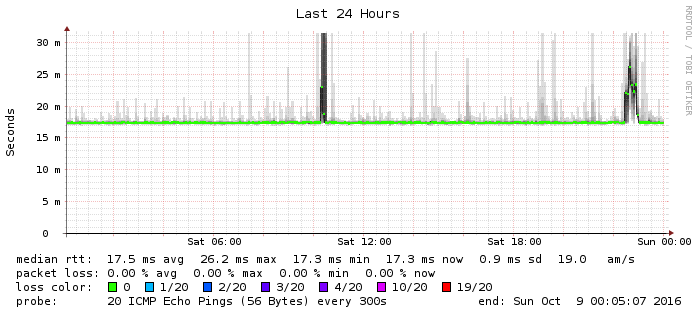 Last 24 Hours
RRDTOOL / TOBI OETIKER
Seconds
30 m
25 m
20 m
15 m
10 m
5 m
0
Sat 06:00 Sat 12:00 Sat 18:00 Sun 00:00
median rtt: 17.5 ms avg 26.2 ms max 17.3 ms min 17.3 ms now 0.9 ms sd 19.0 am/s
packet loss: 0.00 % avg 0.00 % max 0.00 % min 0.00 % now
loss color: 0 1/20 2/20 3/20 4/20 10/20 19/20
probe: 20 ICMP Echo Pings (56 Bytes) every 300s end: Sun Oct 9 00:05:07 2016